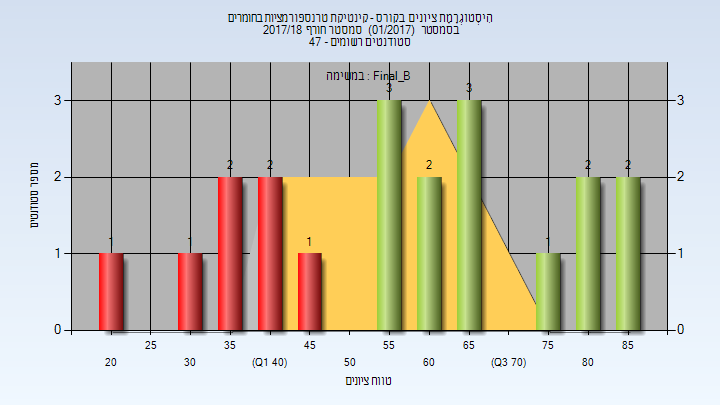 היסטוגרמת ציונים בקורס - קינטיקת טרנספורמציות בחומרים
בסמסטר (01/2017) סמסטר חורף 2017/18
סטודנטים רשומים - 47
במשימה : Final_B
מספר סטודנטים
3 3
2 2
1 1
0 0
1 1 2 2 1 3 2 3 1 2 2
25 35 45 55 65 75 85
20 30 (Q1 40) 50 60 (Q3 70) 80
טווח ציונים